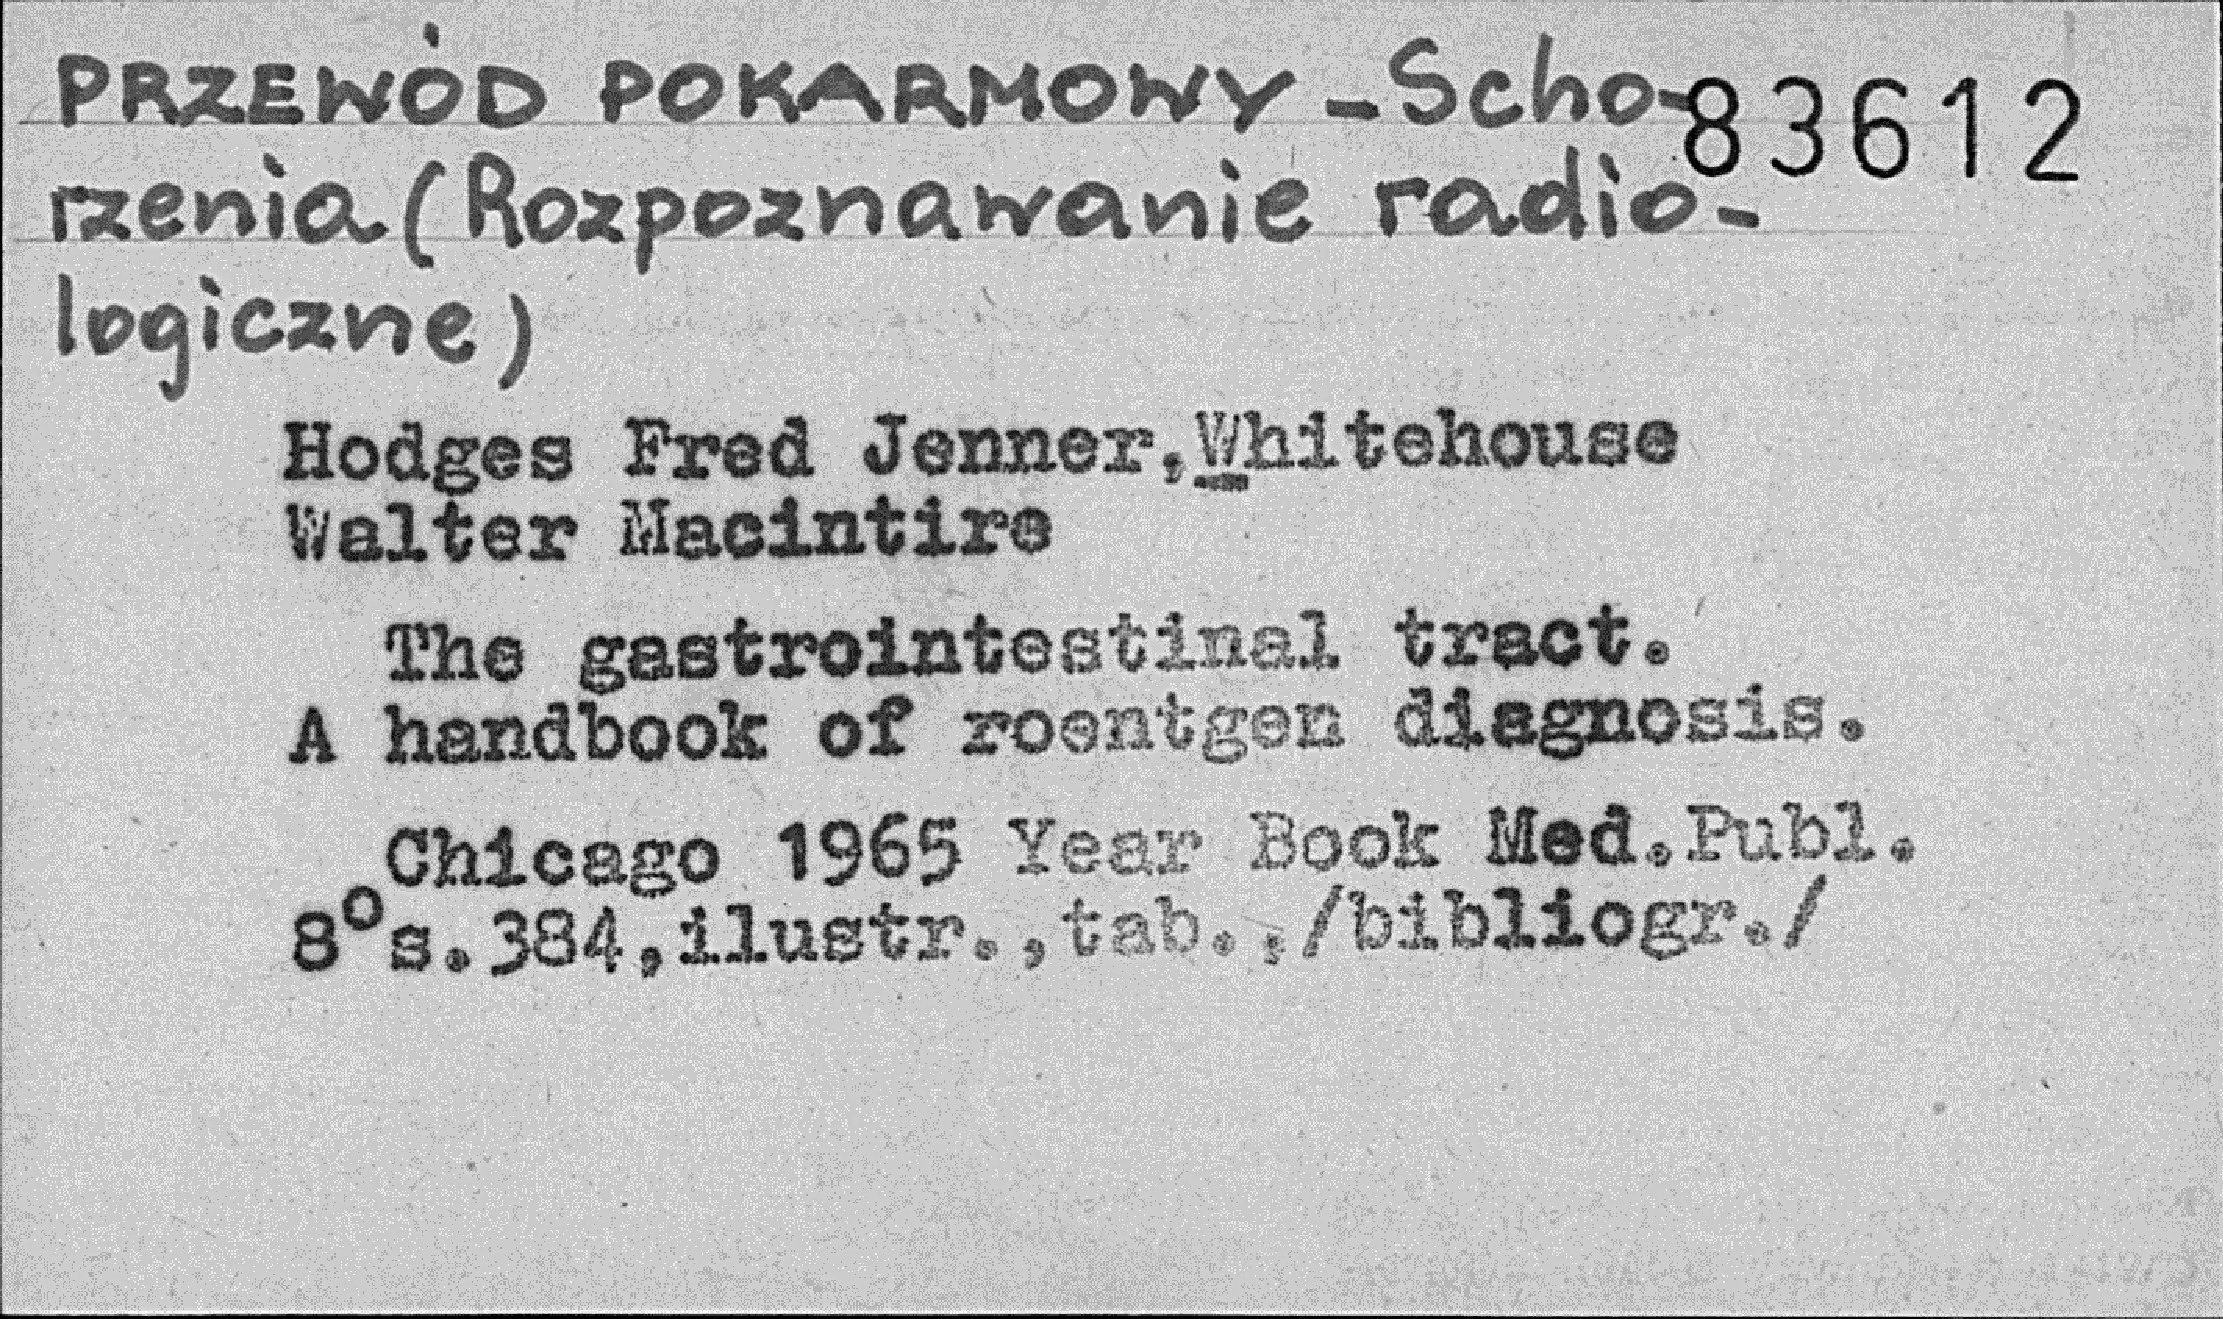 PRZEWÓD POKARMOWY - Scho- 83612
rzenia (Rozpoznawanie radio-
logiczne)
Hodges Fred Jenner, Whitehouse
Walter Macintire
The gastrointestinal tract.
A handbook of roentgen diagnosis.
Chicago 1965 Year Book Med.Publ.
8° s.384,ilustr.,tab.,/bibliogr./